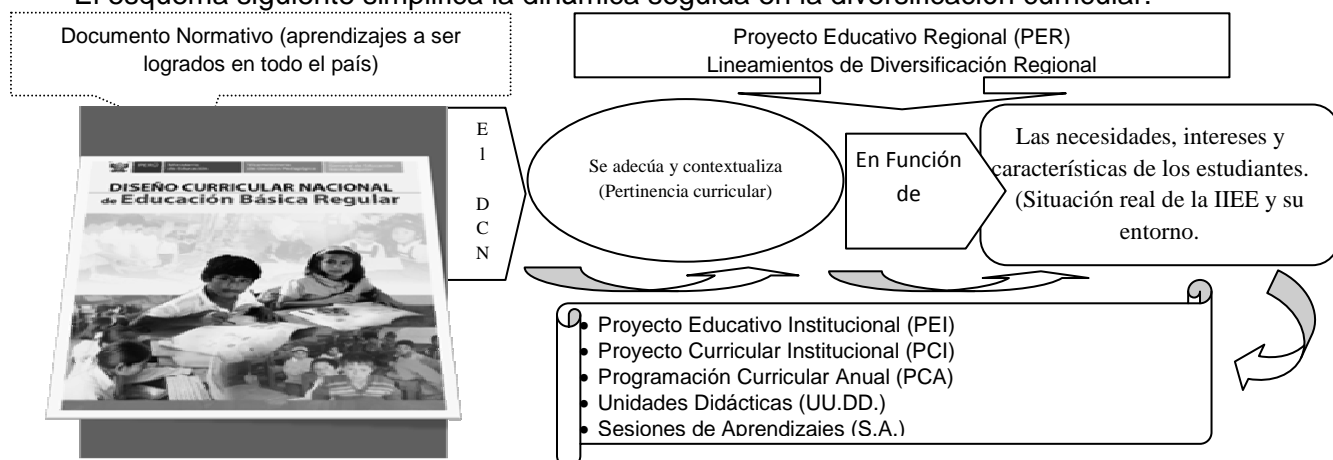 El esquema siguiente simplifica la dinámica seguida en la diversificación curricular.
Documento Normativo (aprendizajes a ser
logrados en todo el país)
Proyecto Educativo Regional (PER)
Lineamientos de Diversificación Regional
PERÚ
DISEÑO CURRICULAR NACIONAL
de Educación Básica Regular
E
l
D
C
N
Se adecúa y contextualiza
(Pertinencia curricular)
En Función
de
Las necesidades, intereses y
características de los estudiantes.
(Situación real de la IIEE y su
entorno.
• Proyecto Educativo Institucional (PEI)
• Proyecto Curricular Institucional (PCI)
• Programación Curricular Anual (PCA)
• Unidades Didácticas (UU.DD.)
• Sesiones de Aprendizajes (S.A.)